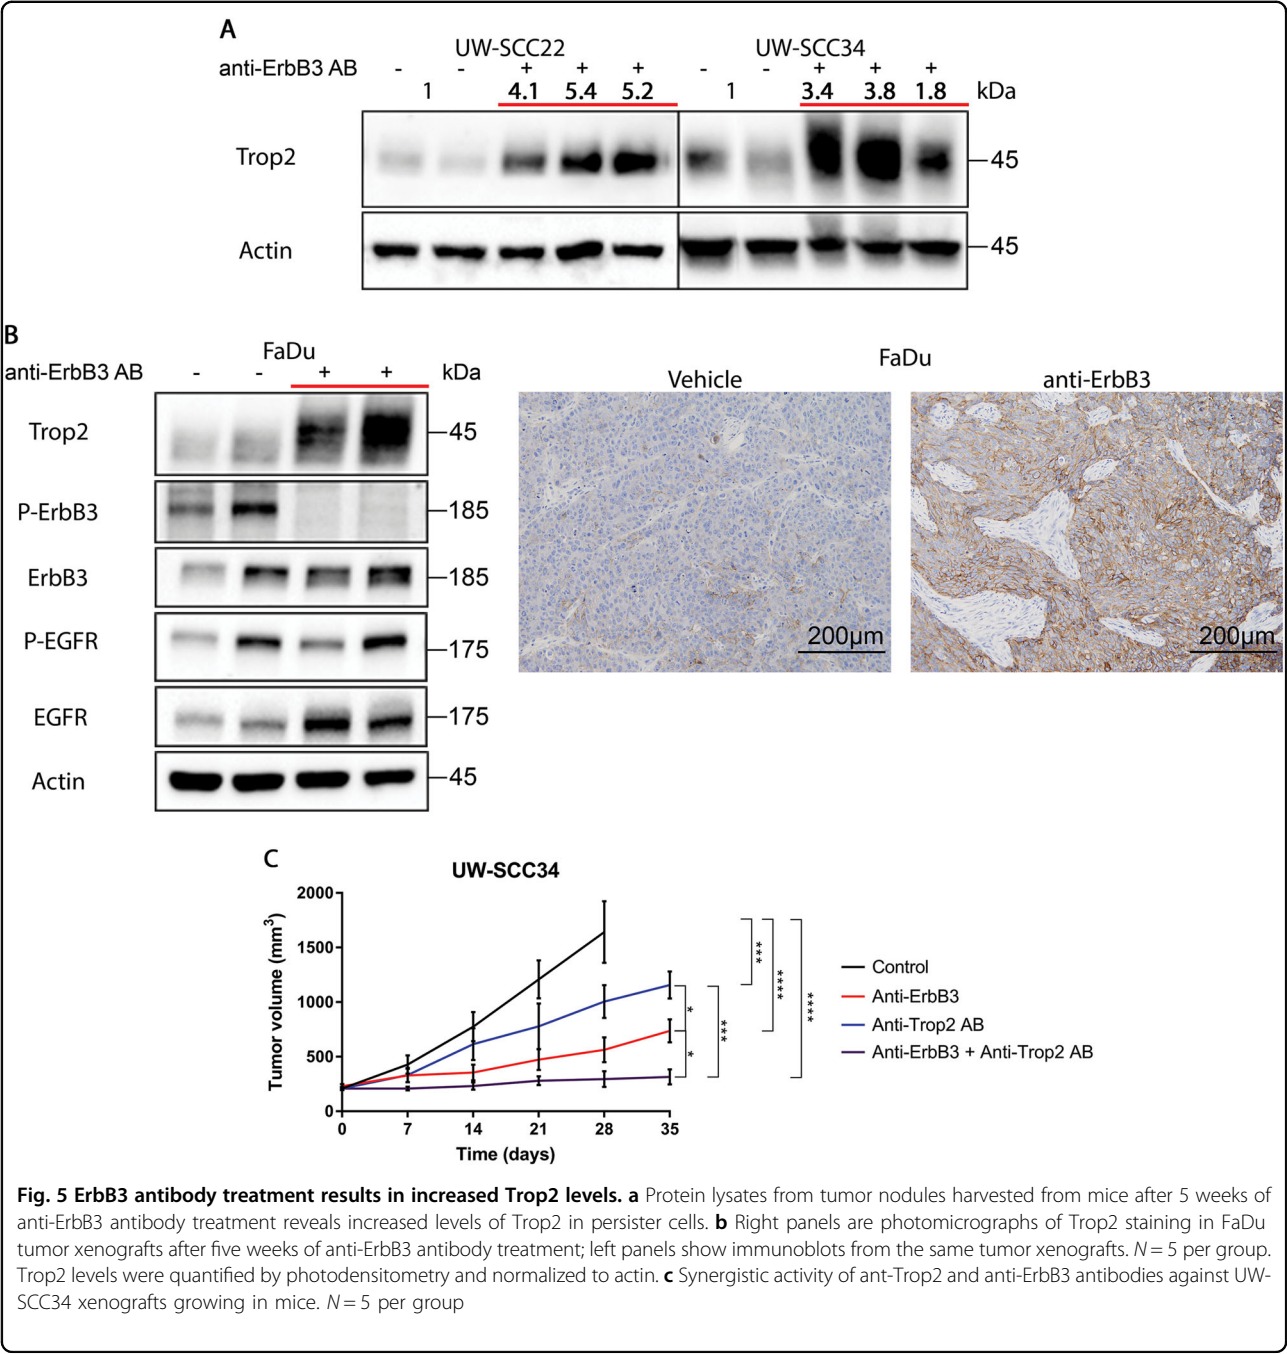 A
UW-SCC22 UW-SCC34
anti-ErbB3 AB - - + + + - - + + +
1 4.1 5.4 5.2 1 3.4 3.8 1.8 kDa
Trop2 45
Actin 45
B
FaDu
anti-ErbB3 AB - - + + kDa
Trop2 45
P-ErbB3 185
ErbB3 185
P-EGFR 175
EGFR 175
Actin 45
FaDu
Vehicle anti-ErbB3
200µm 200µm
C
UW-SCC34
Tumor volume (mm3)
2000
1500
1000
500
0
0 7 14 21 28 35
Time (days)
* * *** *** **** ****
Control
Anti-ErbB3
Anti-Trop2 AB
Anti-ErbB3 + Anti-Trop2 AB
Fig. 5 ErbB3 antibody treatment results in increased Trop2 levels. a Protein lysates from tumor nodules harvested from mice after 5 weeks of
anti-ErbB3 antibody treatment reveals increased levels of Trop2 in persister cells. b Right panels are photomicrographs of Trop2 staining in FaDu
tumor xenografts after five weeks of anti-ErbB3 antibody treatment; left panels show immunoblots from the same tumor xenografts. N = 5 per group.
Trop2 levels were quantified by photodensitometry and normalized to actin. c Synergistic activity of ant-Trop2 and anti-ErbB3 antibodies against UW-
SCC34 xenografts growing in mice. N = 5 per group